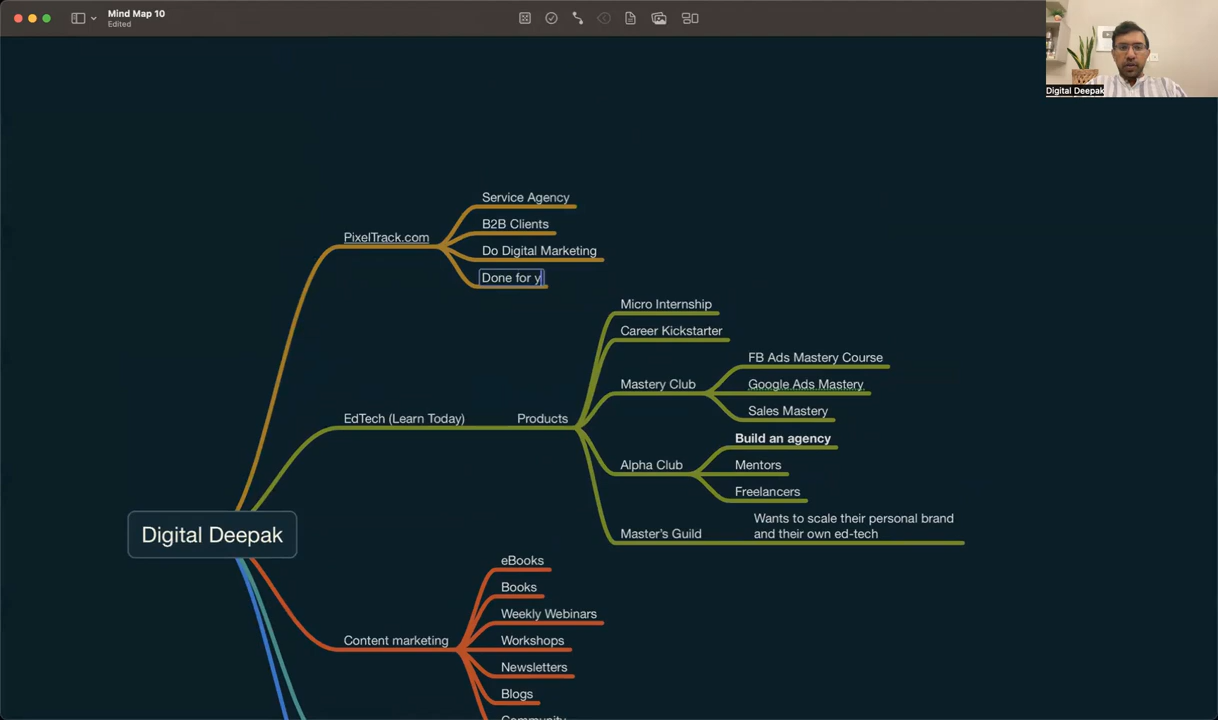 Mind Map 10
Edited
Digital Deepak
Service Agency
PixelTrack.com
B2B Clients
Do Digital Marketing
Done for y
Micro Internship
Career Kickstarter
FB Ads Mastery Course
Mastery Club
Google Ads Mastery
Sales Mastery
EdTech (Learn Today)
Products
Build an agency
Alpha Club
Mentors
Freelancers
Wants to scale their personal brand
and their own ed-tech
Master's Guild
Digital Deepak
eBooks
Books
Weekly Webinars
Content marketing
Workshops
Newsletters
Blogs
Community